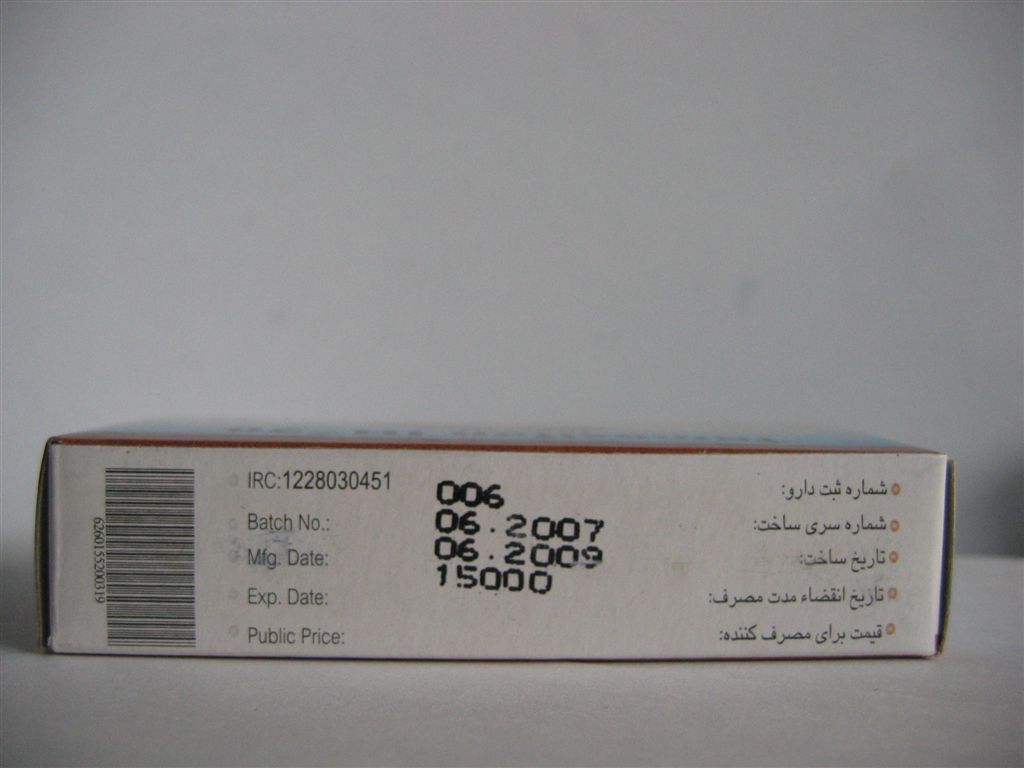 IRC:1228030451
Batch No.:
Mfg. Date:
Exp. Date:
Public Price:
006
06.2007
06.2009
15000
شماره ثبت دارو:
شماره سری ساخت:
تاریخ ساخت:
تاریخ انقضاء مدت مصرف:
قیمت برای مصرف کننده:
6260155200319